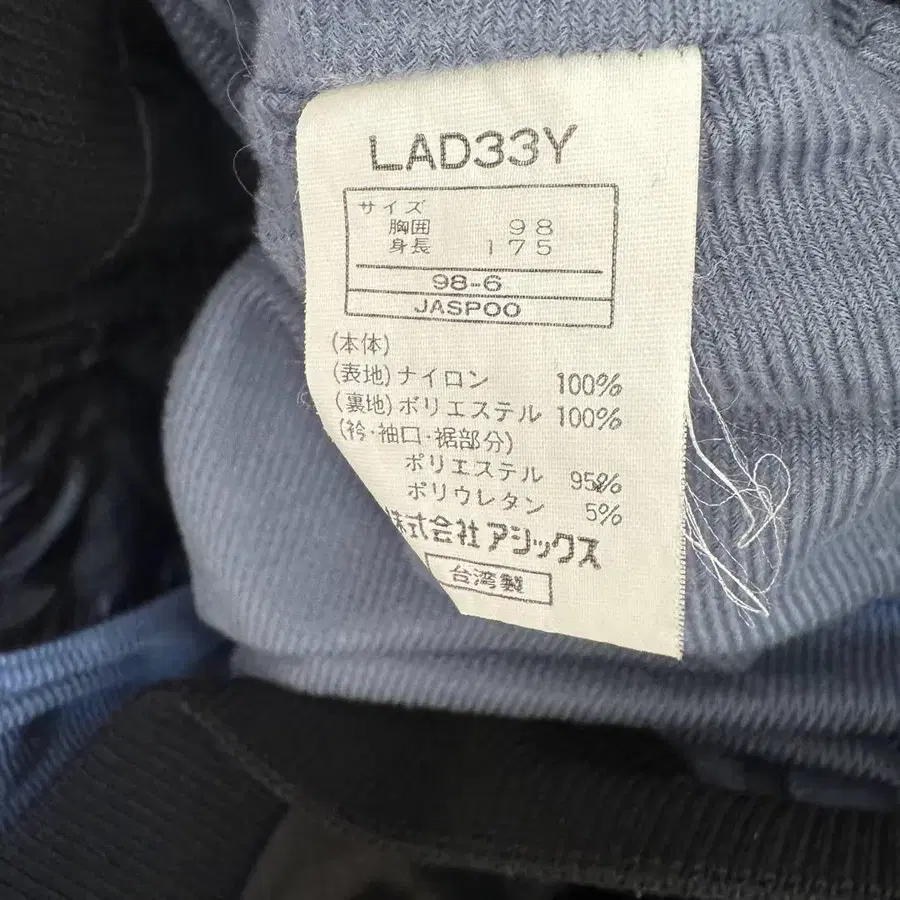 LAD33Y
サイズ
胸囲 98
身長 175
98-6
JASPOO
(本体)
(表地)ナイロン 100%
(裏地)ポリエステル 100%
(衿・袖口・裾部分)
ポリエステル 95%
ポリウレタン 5%
株式会社アシックス
台湾製